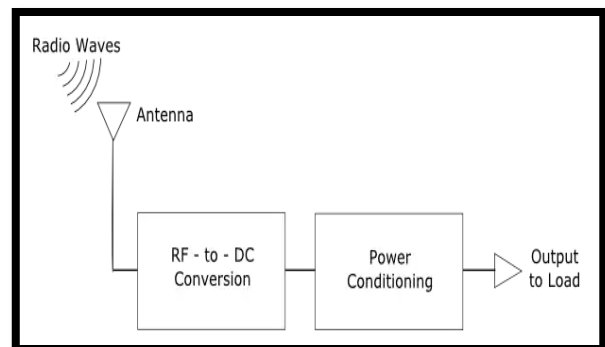 Radio Waves
Antenna
RF - to - DC
Conversion
Power
Conditioning
Output
to Load